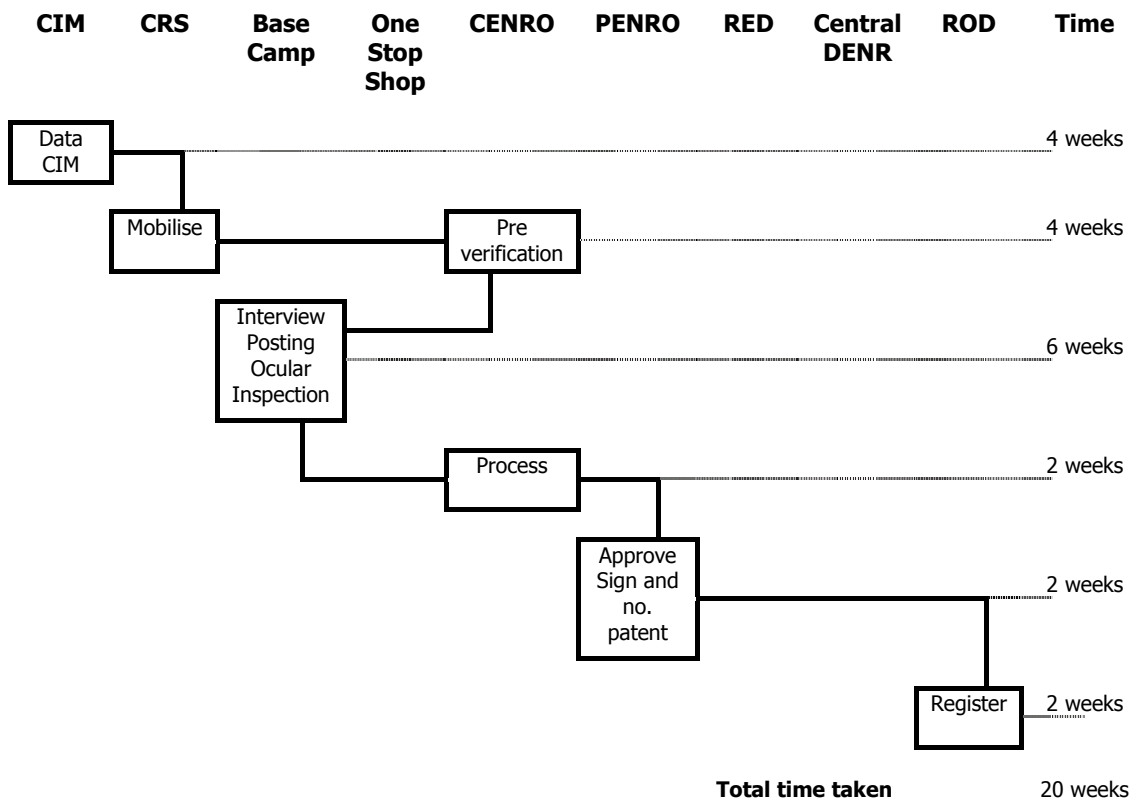 CIM CRS Base Camp One Stop Shop CENRO PENRO RED Central DENR ROD Time
Data
CIM
4 weeks
Mobilise
Pre
verification
4 weeks
Interview
Posting
Ocular
Inspection
6 weeks
Process
2 weeks
Approve
Sign and
no.
patent
2 weeks
Register
2 weeks
Total time taken 20 weeks